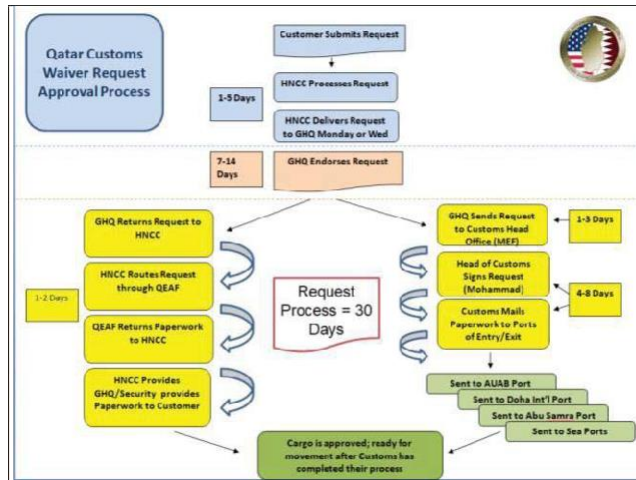 Qatar Customs
Waiver Request
Approval Process
Customer Submits Request
HNCC Processes Request
1-5 Days
HNCC Delivers Request
to GHQ Monday or Wed
7-14
Days
GHQ Endorses Request
GHQ Returns Request to
HNCC
HNCC Routes Request
through QEAF
1-2 Days
QEAF Returns Paperwork
to HNCC
HNCC Provides
GHQ/Security provides
Paperwork to Customer
Request
Process = 30
Days
GHQ Sends Request
to Customs Head
Office (MEF)
1-3 Days
Head of Customs
Signs Request
(Mohammad)
4-8 Days
Customs Mails
Paperwork to Ports
of Entry/Exit
Sent to AUAB Port
Sent to Doha Int'l Port
Sent to Abu Samra Port
Sent to Sea Ports
Cargo is approved; ready for
movement after Customs has
completed their process